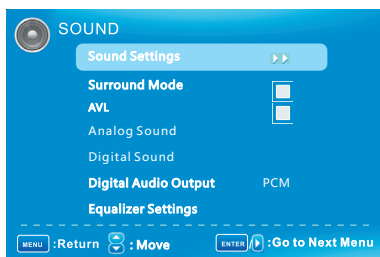 SOUND
Sound Settings
Surround Mode
AVL
Analog Sound
Digital Sound
Digital Audio Output PCM
Equalizer Settings
MENU :Return : Move ENTER / :Go to Next Menu